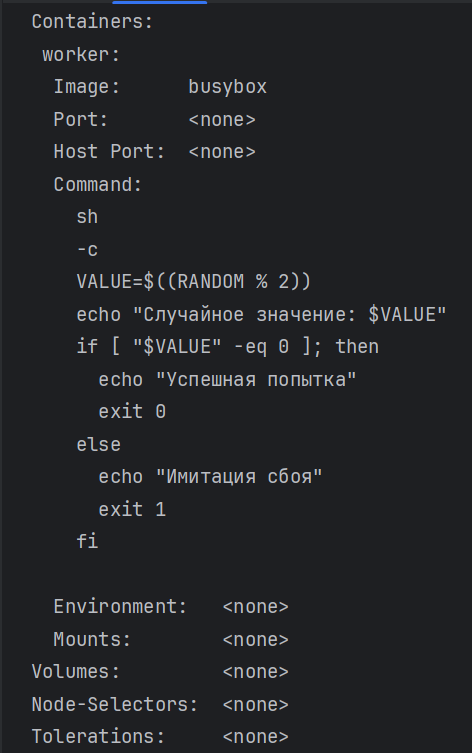 Containers:
worker:
Image: busybox
Port: <none>
Host Port: <none>
Command:
sh
-c
VALUE=$((RANDOM % 2))
echo "Случайное значение: $VALUE"
if [ "$VALUE" -eq 0 ]; then
echo "Успешная попытка"
exit 0
else
echo "Имитация сбоя"
exit 1
fi
Environment: <none>
Mounts: <none>
Volumes: <none>
Node-Selectors: <none>
Tolerations: <none>